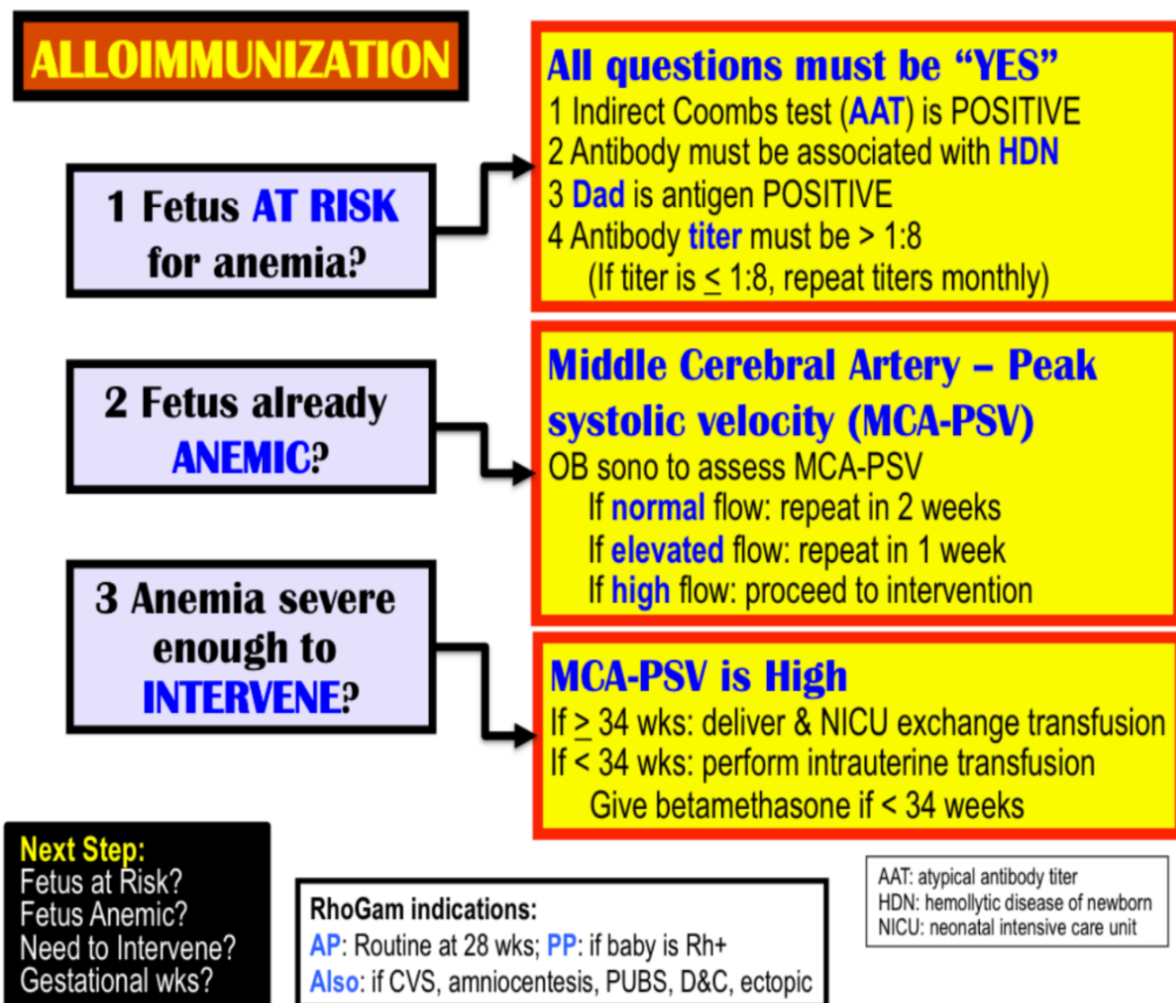 ALLOIMMUNIZATION
1 Fetus AT RISK
for anemia?
All questions must be “YES”
1 Indirect Coombs test (AAT) is POSITIVE
2 Antibody must be associated with HDN
3 Dad is antigen POSITIVE
4 Antibody titer must be > 1:8
(If titer is ≤ 1:8, repeat titers monthly)
2 Fetus already
ANEMIC?
Middle Cerebral Artery – Peak
systolic velocity (MCA-PSV)
OB sono to assess MCA-PSV
If normal flow: repeat in 2 weeks
If elevated flow: repeat in 1 week
If high flow: proceed to intervention
3 Anemia severe
enough to
INTERVENE?
MCA-PSV is High
If ≥ 34 wks: deliver & NICU exchange transfusion
If < 34 wks: perform intrauterine transfusion
Give betamethasone if < 34 weeks
Next Step:
Fetus at Risk?
Fetus Anemic?
Need to Intervene?
Gestational wks?
RhoGam indications:
AP: Routine at 28 wks; PP: if baby is Rh+
Also: if CVS, amniocentesis, PUBS, D&C, ectopic
AAT: atypical antibody titer
HDN: hemollytic disease of newborn
NICU: neonatal intensive care unit